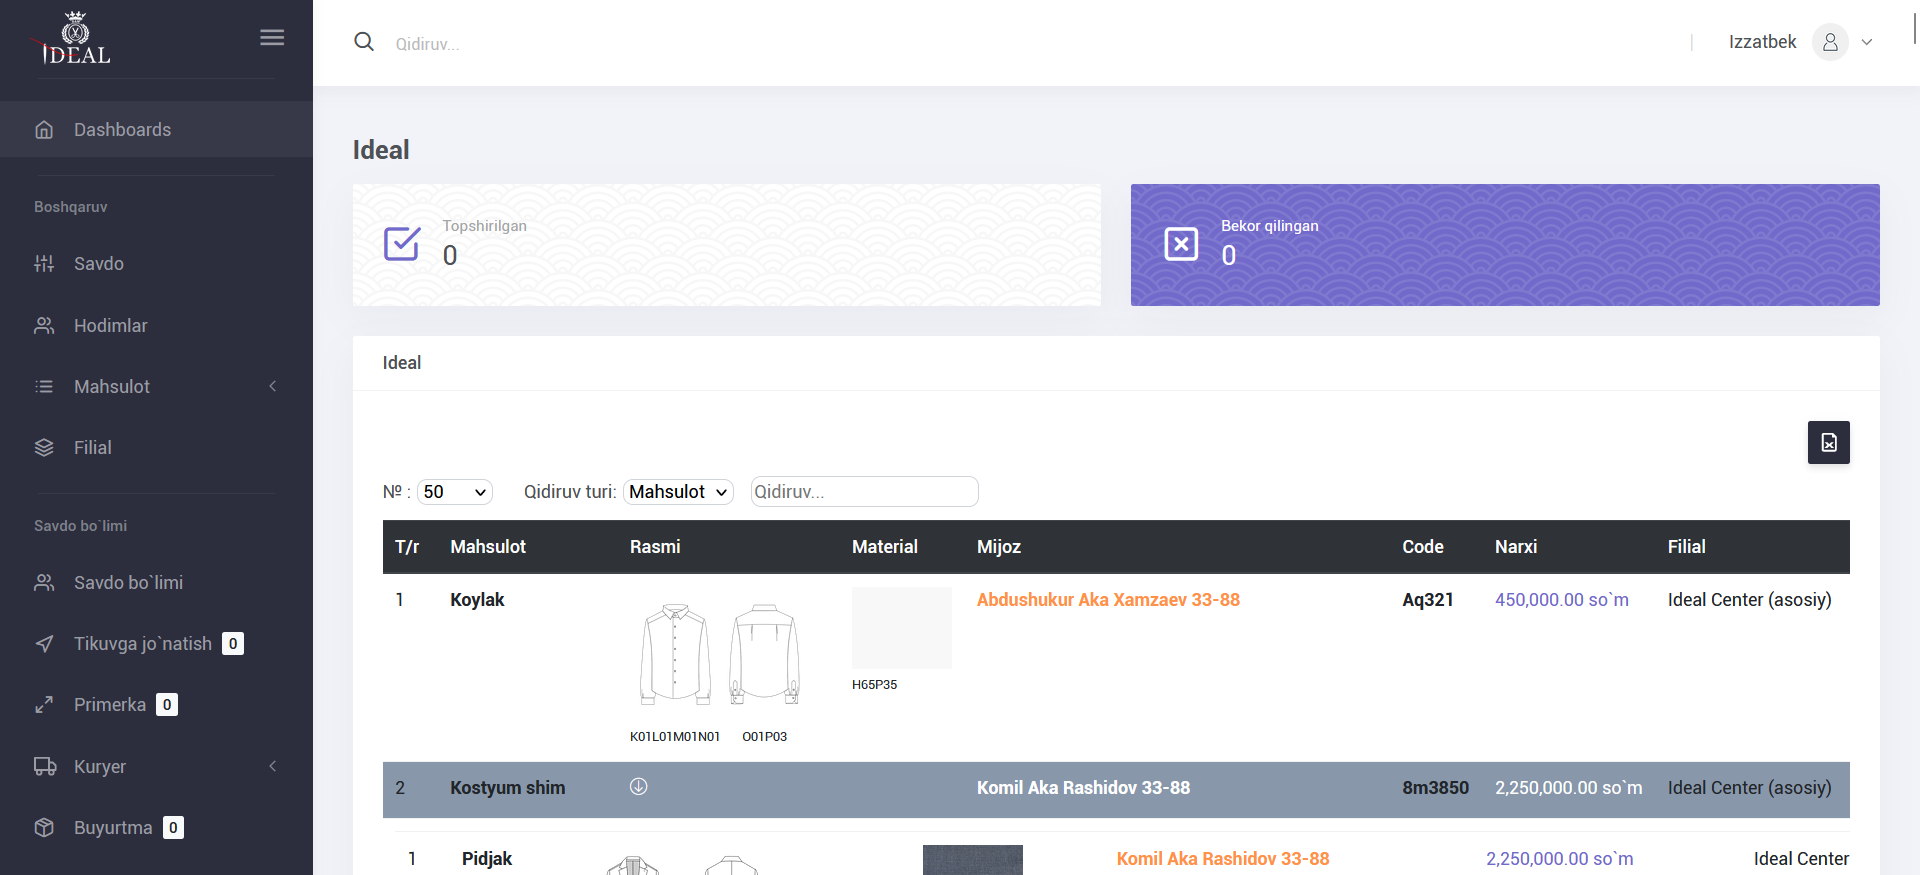 IDEAL
Qidiruv...
Izzatbek
Dashboards
Boshqaruv
Savdo
Hodimlar
Mahsulot
Filial
Savdo bo`limi
Savdo bo`limi
Tikuvga jo`natish 0
Primerka 0
Kuryer
Buyurtma 0
Ideal
Topshirilgan
0
Bekor qilingan
0
Ideal
№ : 50 Qidiruv turi: Mahsulot Qidiruv...
T/r Mahsulot Rasmi Material Mijoz Code Narxi Filial
1 Koylak Abdushukur Aka Xamzaev 33-88 Aq321 450,000.00 so`m Ideal Center (asosiy)
H65P35
K01L01M01N01 O01P03
2 Kostyum shim Komil Aka Rashidov 33-88 8m3850 2,250,000.00 so`m Ideal Center (asosiy)
1 Pidjak Komil Aka Rashidov 33-88 2,250,000.00 so`m Ideal Center